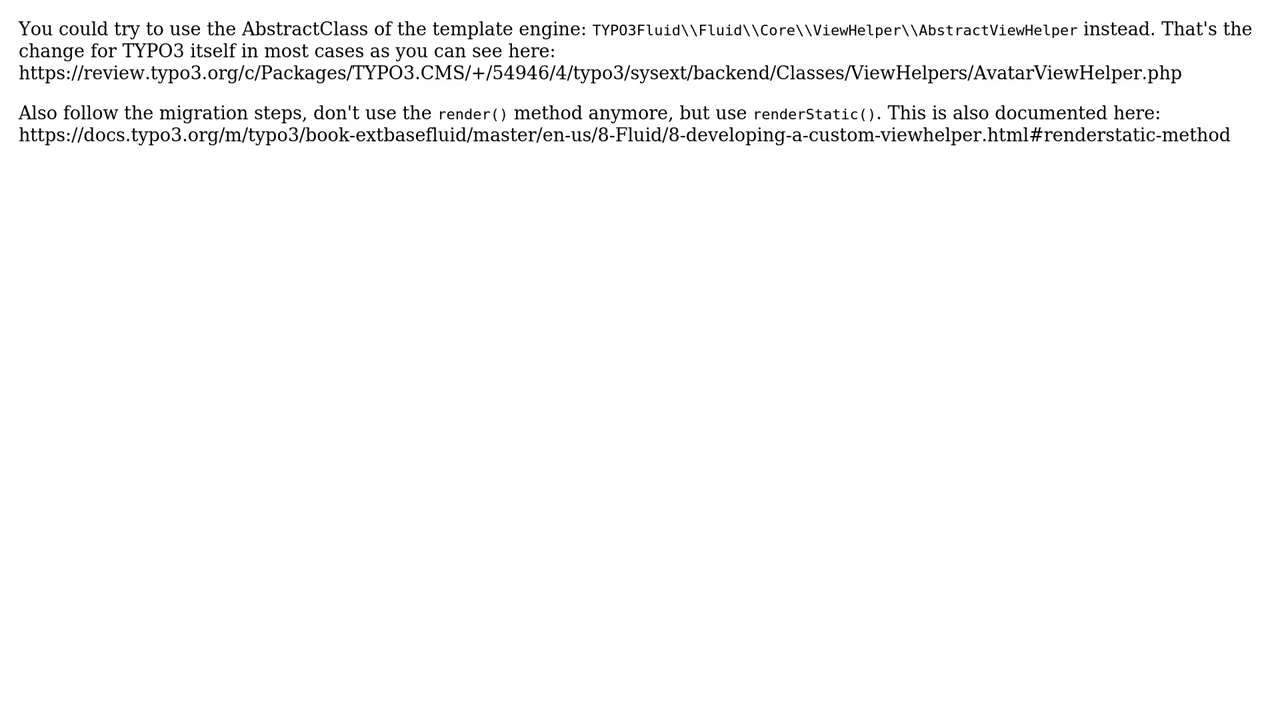 You could try to use the AbstractClass of the template engine: TYPO3Fluid\\Fluid\\Core\\ViewHelper\\AbstractViewHelper instead. That's the
change for TYPO3 itself in most cases as you can see here:
https://review.typo3.org/c/Packages/TYPO3.CMS/+/54946/4/typo3/sysext/backend/Classes/ViewHelpers/AvatarViewHelper.php
Also follow the migration steps, don't use the render() method anymore, but use renderStatic(). This is also documented here:
https://docs.typo3.org/m/typo3/book-extbasefluid/master/en-us/8-Fluid/8-developing-a-custom-viewhelper.html#renderstatic-method